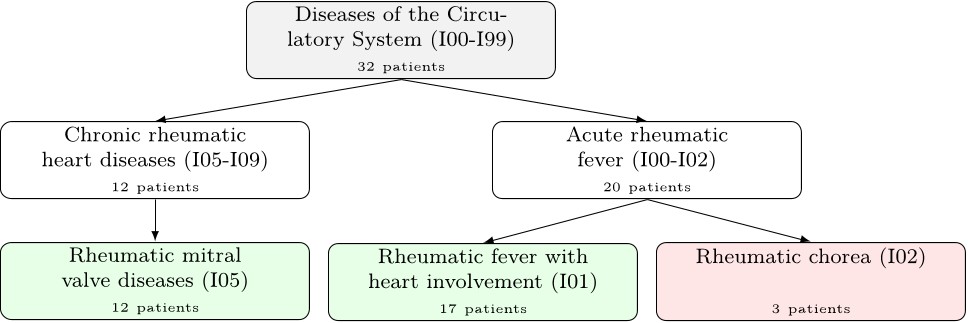 Diseases of the Circu-
latory System (I00-I99)
32 patients
Chronic rheumatic
heart diseases (I05-I09)
12 patients
Acute rheumatic
fever (I00-I02)
20 patients
Rheumatic mitral
valve diseases (I05)
12 patients
Rheumatic fever with
heart involvement (I01)
17 patients
Rheumatic chorea (I02)
3 patients